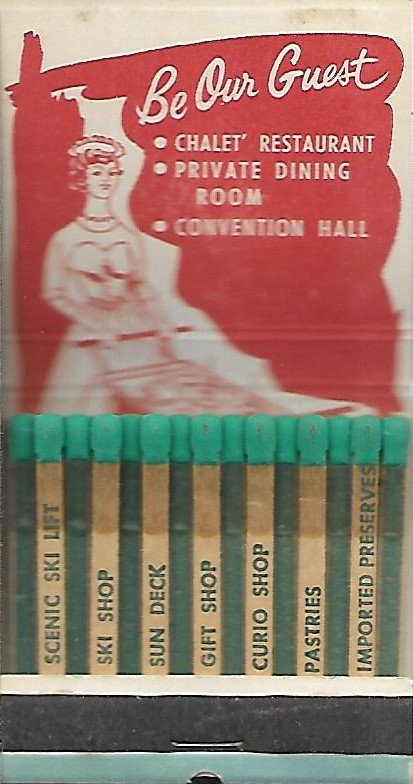 Be Our Guest
• CHALET' RESTAURANT
• PRIVATE DINING
ROOM
• CONVENTION HALL
SCENIC SKI LIFT
SKI SHOP
SUN DECK
GIFT SHOP
CURIO SHOP
PASTRIES
IMPORTED PRESERVES